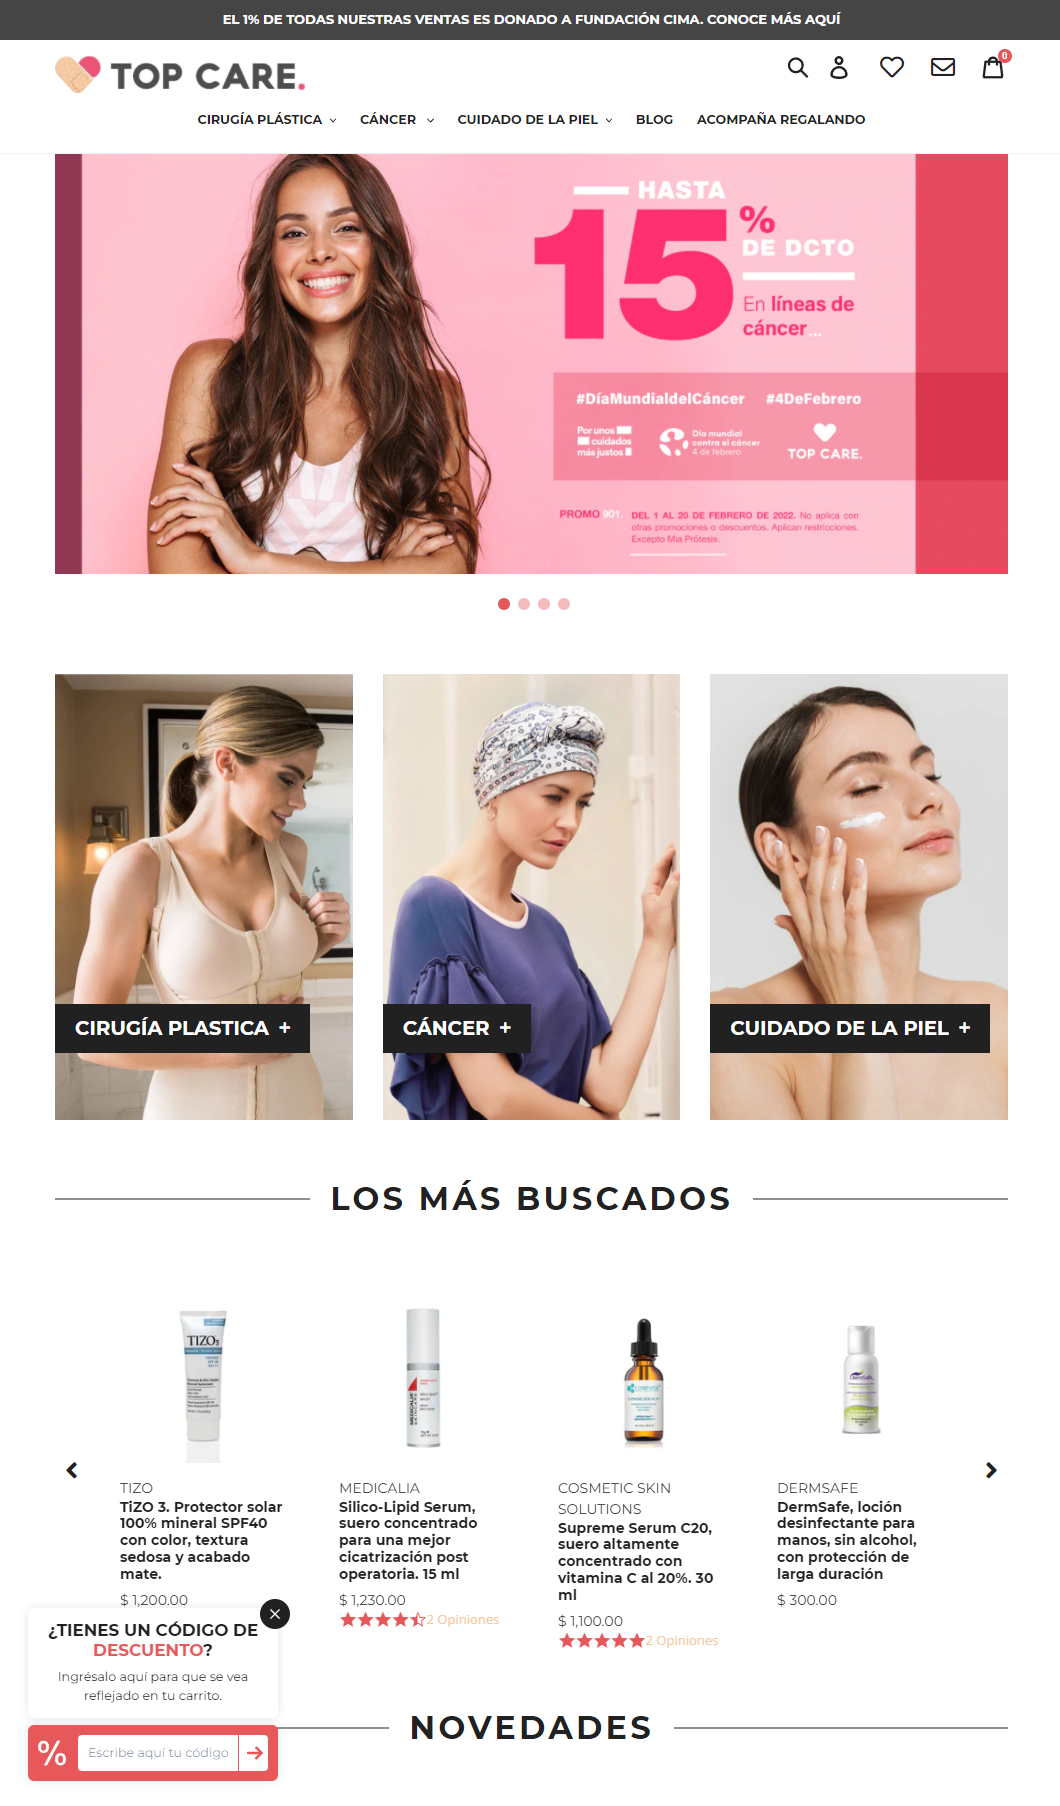 EL 1% DE TODAS NUESTRAS VENTAS ES DONADO A FUNDACIÓN CIMA. CONOCE MÁS AQUÍ
TOP CARE.
0
CIRUGÍA PLÁSTICA
CÁNCER
CUIDADO DE LA PIEL
BLOG
ACOMPAÑA REGALANDO
HASTA
15%
DE DCTO
En líneas de
cáncer...
#DíaMundialdelCáncer #4DeFebrero
Por unos
cuidados
más justos
Día mundial
contra el cáncer
4 de febrero
TOP CARE.
PROMO 901.
DEL 1 AL 20 DE FEBRERO DE 2022. No aplica con
otras promociones o descuentos. Aplican restricciones.
Excepto Mia Prótesis.
CIRUGÍA PLASTICA +
CÁNCER +
CUIDADO DE LA PIEL +
LOS MÁS BUSCADOS
TIZO3
MEDICALIA
DermSafe
TIZO
TiZO 3. Protector solar
100% mineral SPF40
con color, textura
sedosa y acabado
mate.
$ 1,200.00
MEDICALIA
Silico-Lipid Serum,
suero concentrado
para una mejor
cicatrización post
operatoria. 15 ml
$ 1,230.00
2 Opiniones
COSMETIC SKIN
SOLUTIONS
Supreme Serum C20,
suero altamente
concentrado con
vitamina C al 20%. 30
ml
$ 1,100.00
2 Opiniones
DERMSAFE
DermSafe, loción
desinfectante para
manos, sin alcohol,
con protección de
larga duración
$ 300.00
¿TIENES UN CÓDIGO DE
DESCUENTO?
Ingrésalo aquí para que se vea
reflejado en tu carrito.
%
Escribe aquí tu código
NOVEDADES